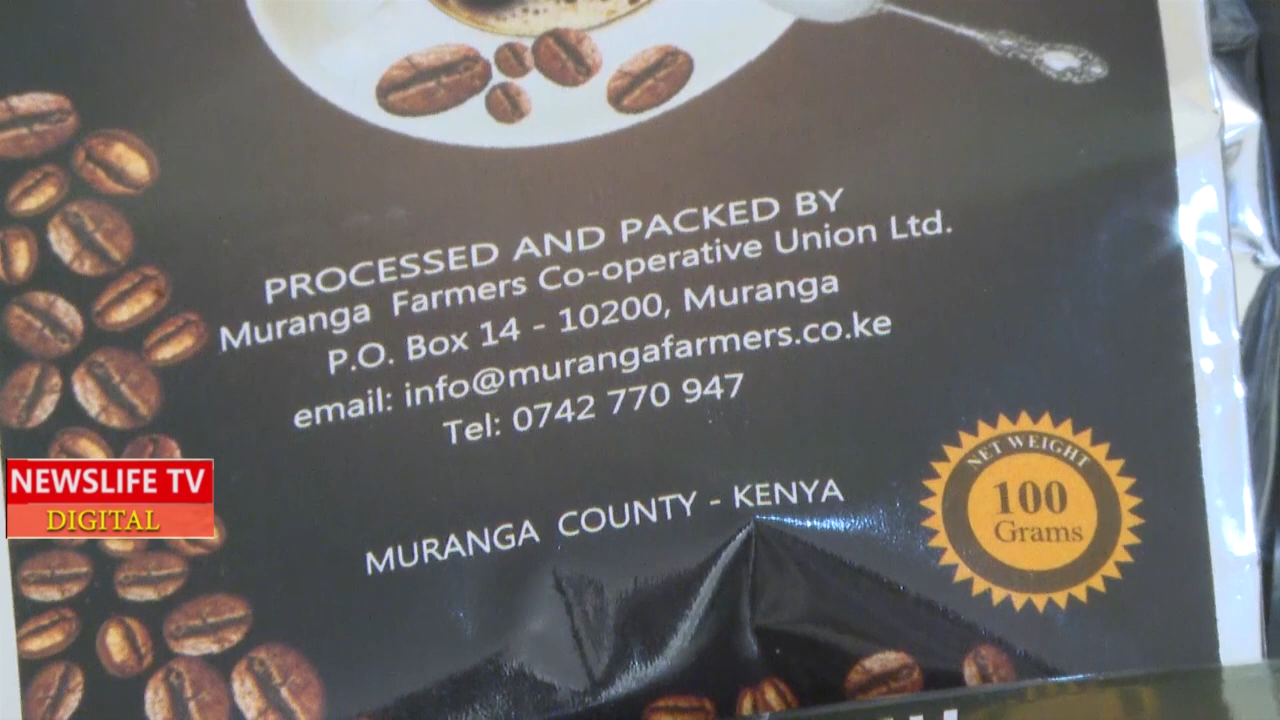 PROCESSED AND PACKED BY
Muranga Farmers Co-operative Union Ltd.
P.O. Box 14 - 10200, Muranga
email: info@murangafarmers.co.ke
Tel: 0742 770 947
MURANGA COUNTY - KENYA
NET WEIGHT
100
Grams
NEWSLIFE TV
DIGITAL